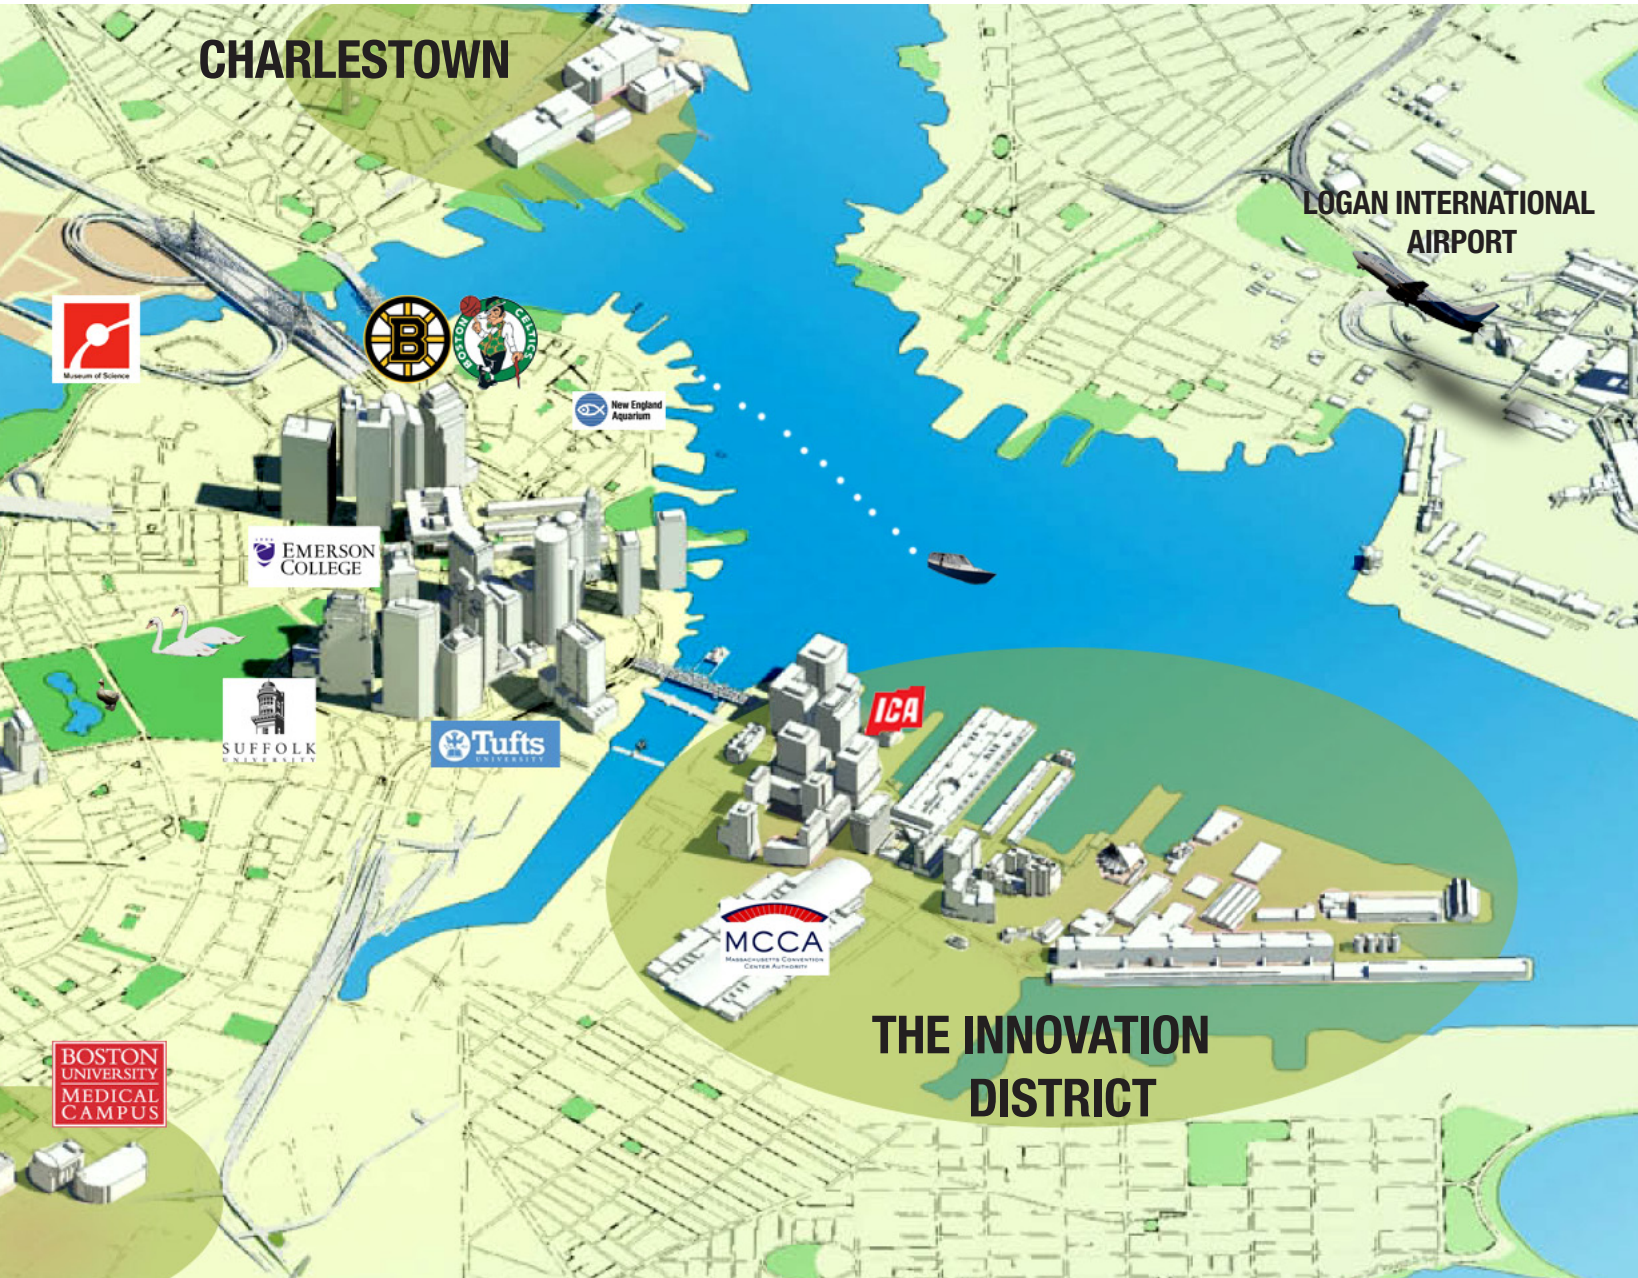 CHARLESTOWN
LOGAN INTERNATIONAL
AIRPORT
Museum of Science
B
BOSTON
CELTICS
New England
Aquarium
EMERSON
COLLEGE
SUFFOLK
UNIVERSITY
Tufts
UNIVERSITY
ICA
MCCA
MASSACHUSETTS CONVENTION
CENTER AUTHORITY
THE INNOVATION
DISTRICT
BOSTON
UNIVERSITY
MEDICAL
CAMPUS